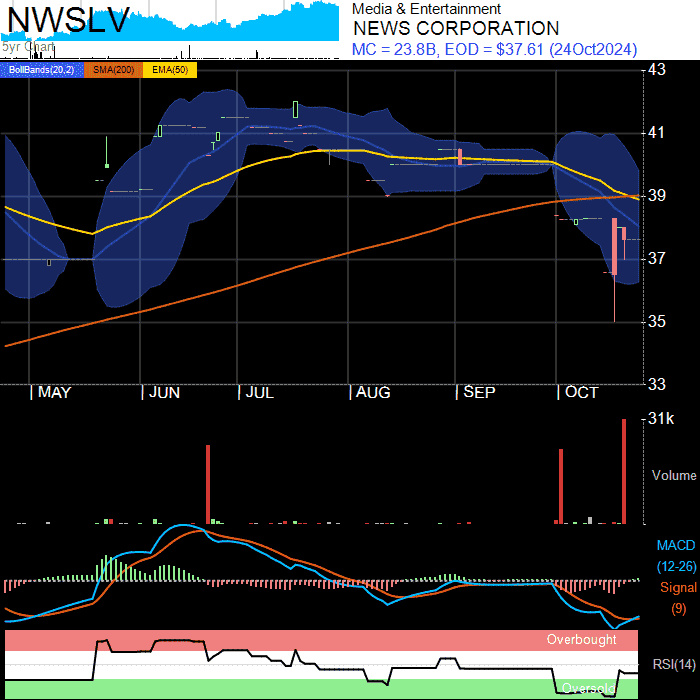 NWSLV
5yr Chart
Media & Entertainment
NEWS CORPORATION
MC = 23.8B, EOD = $37.61 (24Oct2024)
BollBands(20,2) SMA(200) EMA(50)
43
41
39
37
35
33
MAY JUN JUL AUG SEP OCT
31k
Volume
MACD
(12-26)
Signal
(9)
Overbought
RSI(14)
Oversold